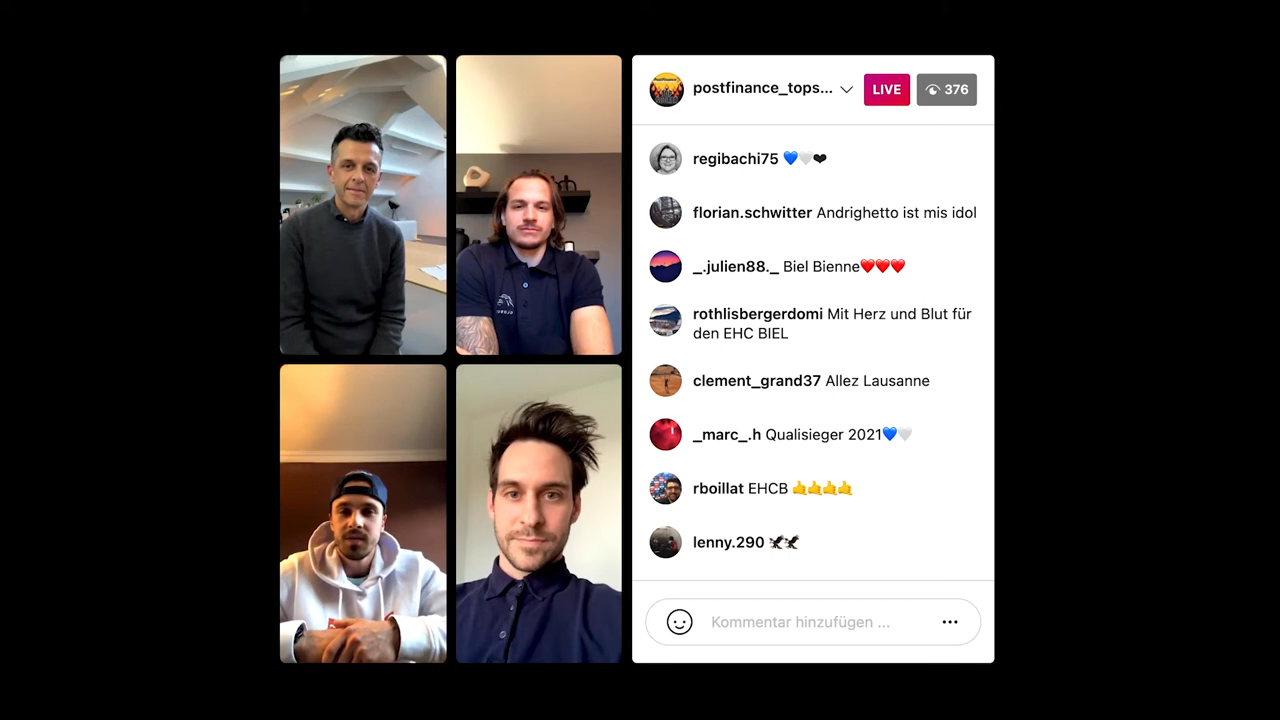 postfinance_tops...
LIVE
376
regibachi75 💙🤍❤
florian.schwitter Andrighetto ist mis idol
_.julien88._ Biel Bienne❤️❤️❤️
rothlisbergerdomi Mit Herz und Blut für
den EHC BIEL
clement_grand37 Allez Lausanne
_marc_.h Qualisieger 2021💙🤍
rboillat EHCB 🤙🤙🤙🤙
lenny.290 🦅🦅
Kommentar hinzufügen ...